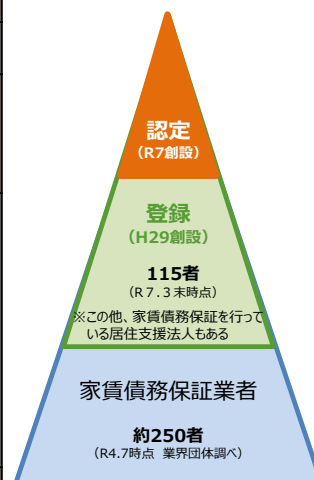 認定
（R7創設）
登録
（H29創設）
115者
（R７.３末時点）
※この他、家賃債務保証を行って
いる居住支援法人もある
家賃債務保証業者
約250者
（R4.7時点 業界団体調べ）